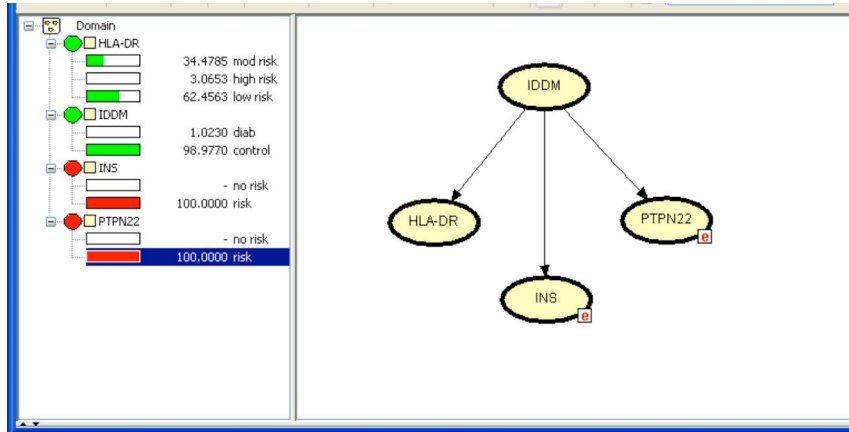 Domain
HLA-DR
34.4785 mod risk
3.0653 high risk
62.4563 low risk
IDDM
1.0230 diab
98.9770 control
INS
- no risk
100.0000 risk
PTPN22
- no risk
100.0000 risk
IDDM
HLA-DR
PTPN22
e
INS
e